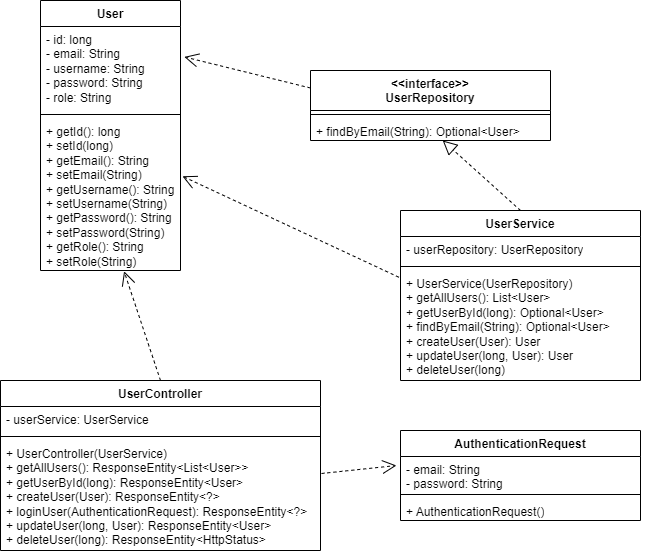 User
- id: long
- email: String
- username: String
- password: String
- role: String
+ getId(): long
+ setId(long)
+ getEmail(): String
+ setEmail(String)
+ getUsername(): String
+ setUsername(String)
+ getPassword(): String
+ setPassword(String)
+ getRole(): String
+ setRole(String)
<<interface>>
UserRepository
+ findByEmail(String): Optional<User>
UserService
- userRepository: UserRepository
+ UserService(UserRepository)
+ getAllUsers(): List<User>
+ getUserById(long): Optional<User>
+ findByEmail(String): Optional<User>
+ createUser(User): User
+ updateUser(long, User): User
+ deleteUser(long)
UserController
- userService: UserService
+ UserController(UserService)
+ getAllUsers(): ResponseEntity<List<User>>
+ getUserById(long): ResponseEntity<User>
+ createUser(User): ResponseEntity<?>
+ loginUser(AuthenticationRequest): ResponseEntity<?>
+ updateUser(long, User): ResponseEntity<User>
+ deleteUser(long): ResponseEntity<HttpStatus>
AuthenticationRequest
- email: String
- password: String
+ AuthenticationRequest()